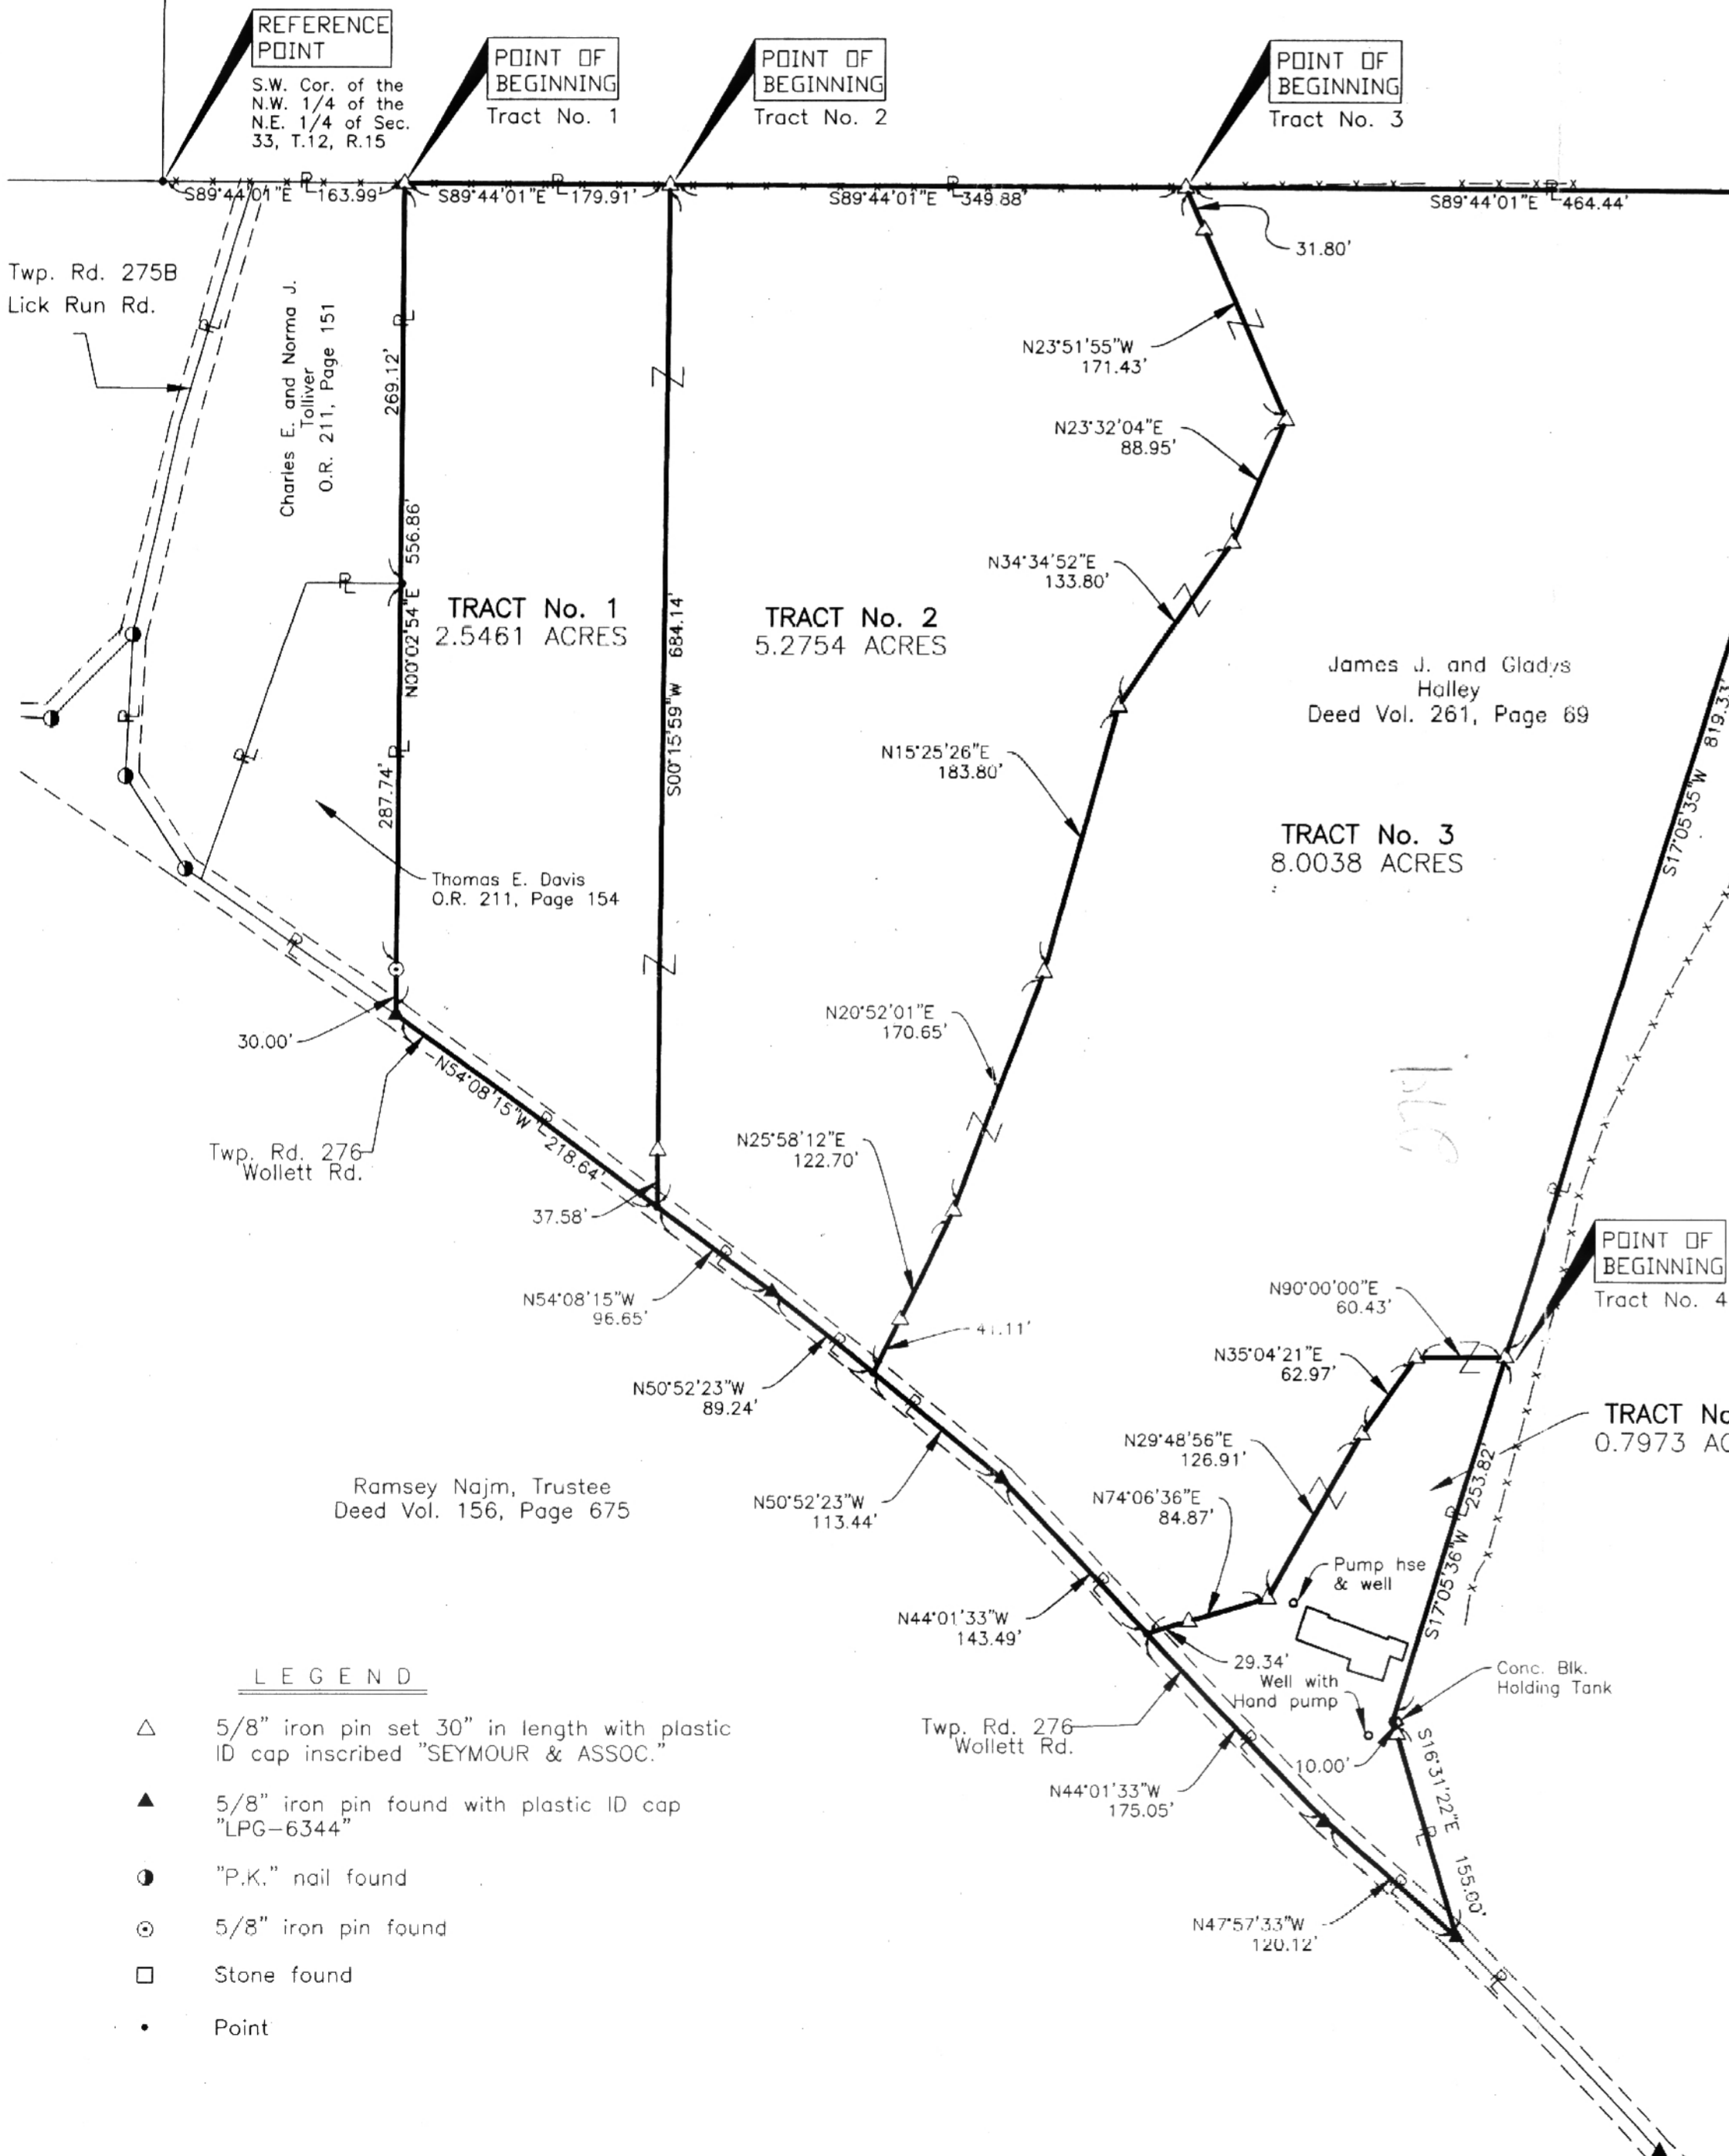 REFERENCE
POINT
S.W. Cor. of the
N.W. 1/4 of the
N.E. 1/4 of Sec.
33, T.12, R.15
POINT OF
BEGINNING
Tract No. 1
POINT OF
BEGINNING
Tract No. 2
POINT OF
BEGINNING
Tract No. 3
S89°44'01"E 163.99'
S89°44'01"E 179.91'
S89°44'01"E 349.88'
S89°44'01"E 464.44'
31.80'
Twp. Rd. 275B
Lick Run Rd.
Charles E. and Norma J.
Tolliver
O.R. 211, Page 151
269.12'
N00°02'54"E 556.86'
287.74'
N23°51'55"W
171.43'
N23°32'04"E
88.95'
N34°34'52"E
133.80'
TRACT No. 1
2.5461 ACRES
S00°15'59"W 684.14'
TRACT No. 2
5.2754 ACRES
James J. and Gladys
Halley
Deed Vol. 261, Page 69
S17°05'35"W 819.33'
N15°25'26"E
183.80'
TRACT No. 3
8.0038 ACRES
Thomas E. Davis
O.R. 211, Page 154
N20°52'01"E
170.65'
30.00'
N54°08'15"W 218.64'
Twp. Rd. 276
Wollett Rd.
N25°58'12"E
122.70'
37.58'
POINT OF
BEGINNING
Tract No. 4
N90°00'00"E
60.43'
N54°08'15"W
96.65'
41.11'
N35°04'21"E
62.97'
N50°52'23"W
89.24'
TRACT No
0.7973 AC
N29°48'56"E
126.91'
S17°05'36"W 253.82'
Ramsey Najm, Trustee
Deed Vol. 156, Page 675
N50°52'23"W
113.44'
N74°06'36"E
84.87'
Pump hse
& well
N44°01'33"W
143.49'
29.34'
Well with
Hand pump
Conc. Blk.
Holding Tank
LEGEND
5/8" iron pin set 30" in length with plastic
ID cap inscribed "SEYMOUR & ASSOC."
Twp. Rd. 276
Wollett Rd.
10.00'
S16°31'22"E 155.00'
N44°01'33"W
175.05'
5/8" iron pin found with plastic ID cap
"LPG-6344"
"P.K." nail found
5/8" iron pin found
N47°57'33"W
120.12'
Stone found
Point